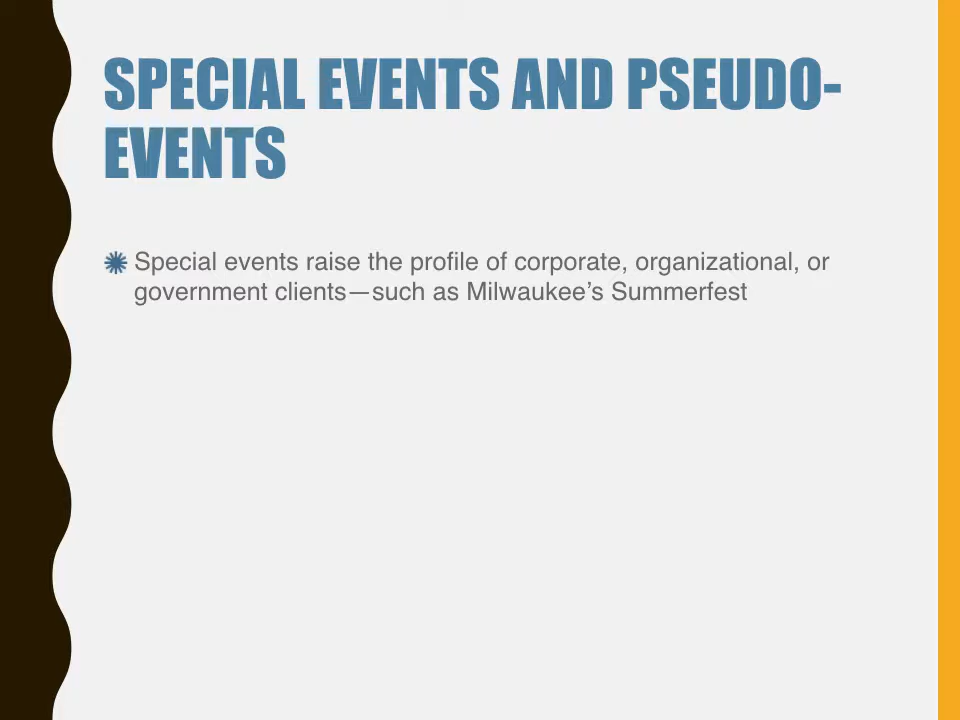 SPECIAL EVENTS AND PSEUDO-
EVENTS
Special events raise the profile of corporate, organizational, or
government clients—such as Milwaukee’s Summerfest